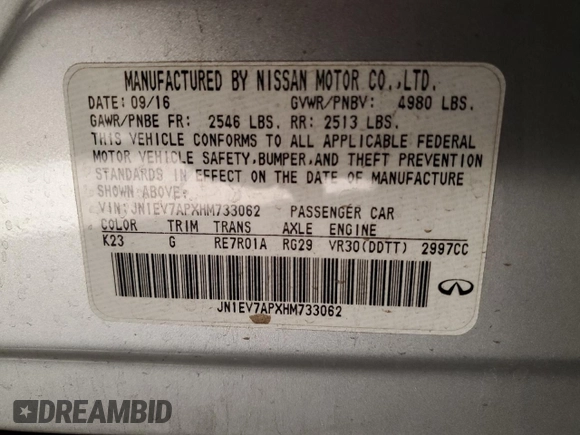 MANUFACTURED BY NISSAN MOTOR CO.,LTD.
DATE: 09/16 GVWR/PNBV: 4980 LBS.
GAWR/PNBE FR: 2546 LBS. RR: 2513 LBS.
THIS VEHICLE CONFORMS TO ALL APPLICABLE FEDERAL
MOTOR VEHICLE SAFETY,BUMPER,AND THEFT PREVENTION
STANDARDS IN EFFECT ON THE DATE OF MANUFACTURE
SHOWN ABOVE.
VIN:JN1EV7APXHM733062 PASSENGER CAR
COLOR TRIM TRANS AXLE ENGINE
K23 G RE7R01A RG29 VR30(DDTT) 2997CC
JN1EV7APXHM733062
DREAMBID